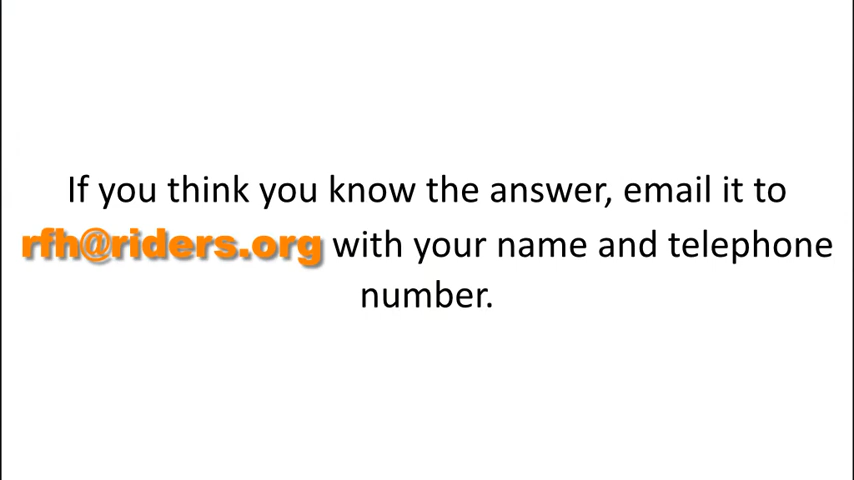 If you think you know the answer, email it to
rfh@riders.org with your name and telephone
number.